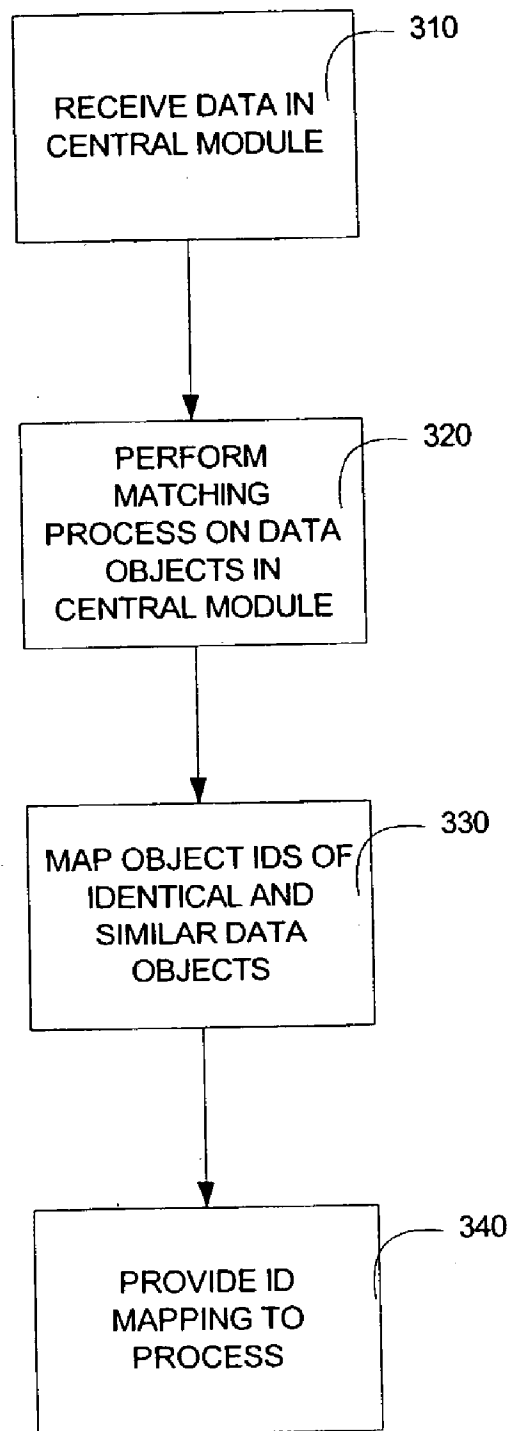 310
RECEIVE DATA IN
CENTRAL MODULE
320
PERFORM
MATCHING
PROCESS ON DATA
OBJECTS IN
CENTRAL MODULE
330
MAP OBJECT IDS OF
IDENTICAL AND
SIMILAR DATA
OBJECTS
340
PROVIDE ID
MAPPING TO
PROCESS